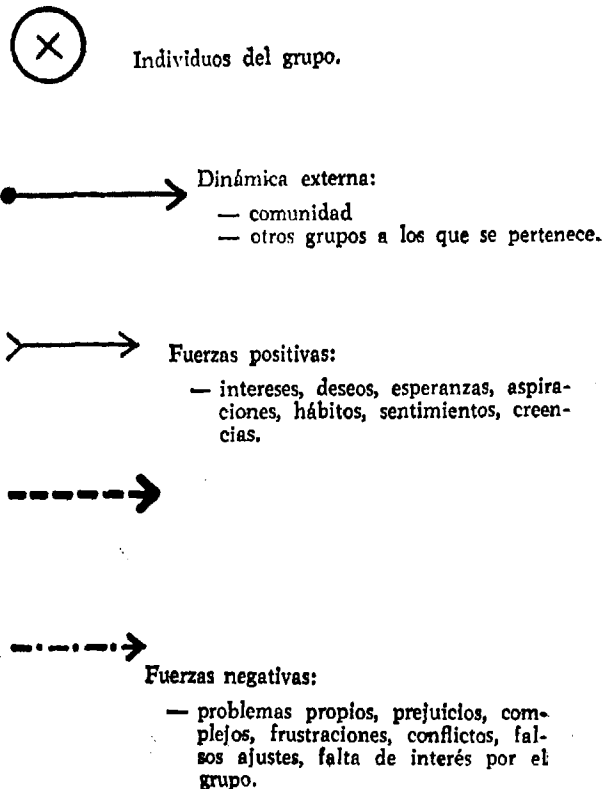 Individuos del grupo.
Dinámica externa:
— comunidad
— otros grupos a los que se pertenece.
Fuerzas positivas:
— intereses, deseos, esperanzas, aspira-
ciones, hábitos, sentimientos, creen-
cias.
Fuerzas negativas:
— problemas propios, prejuicios, com-
plejos, frustraciones, conflictos, fal-
sos ajustes, falta de interés por el
grupo.